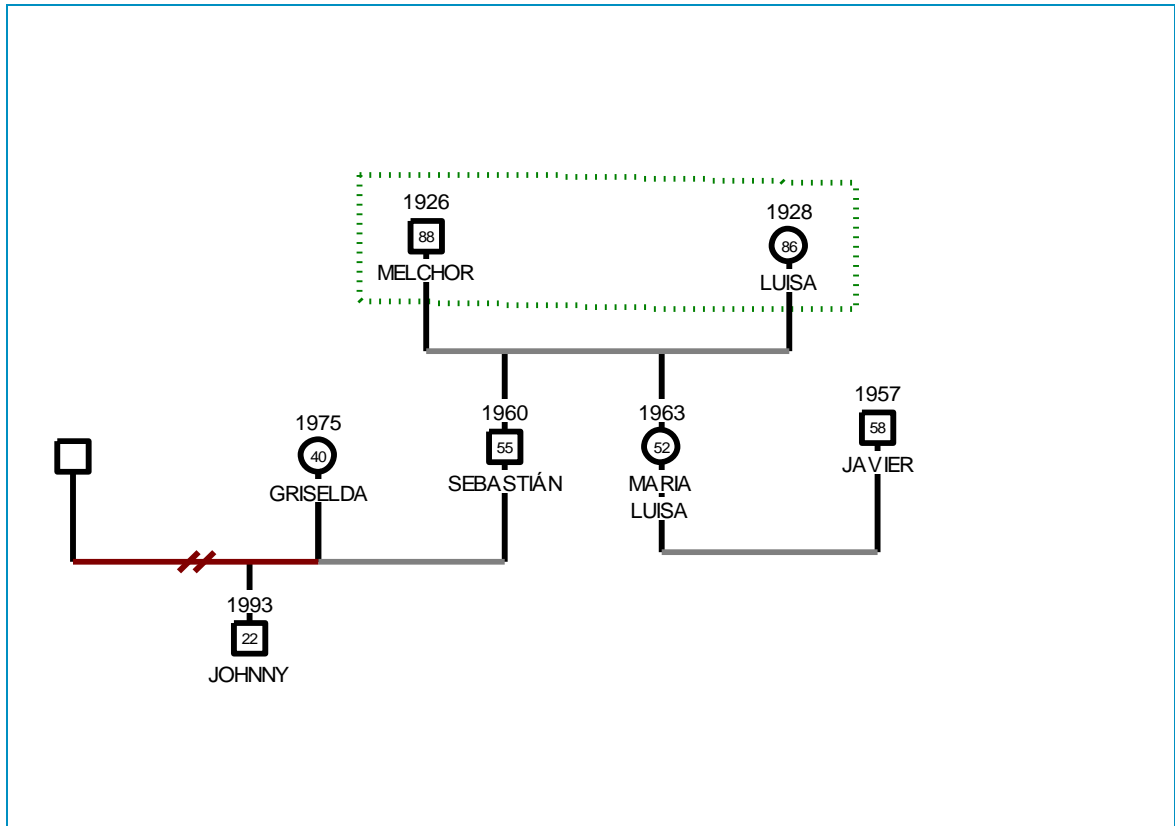 1926
88
MELCHOR
1928
86
LUISA
1957
58
JAVIER
1960
55
SEBASTIÁN
1963
52
MARIA
LUISA
1975
40
GRISELDA
1993
22
JOHNNY